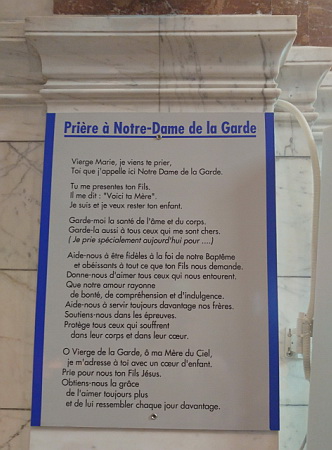 Prière à Notre-Dame de la Garde
Vierge Marie, je viens te prier,
Toi que j'appelle ici Notre Dame de la Garde.
Tu me presentes ton Fils.
Il me dit : "Voici ta Mère".
Je suis et je veux rester ton enfant.
Garde-moi la santé de l'âme et du corps.
Garde-la aussi à tous ceux qui me sont chers.
( Je prie spécialement aujourd'hui pour ....)
Aide-nous à être fidèles à la foi de notre Baptême
et obéissants à tout ce que ton Fils nous demande.
Donne-nous d'aimer tous ceux qui nous entourent.
Que notre amour rayonne
de bonté, de compréhension et d'indulgence.
Aide-nous à servir toujours davantage nos frères.
Soutiens-nous dans les épreuves.
Protège tous ceux qui souffrent
dans leur corps et dans leur cœur.
O Vierge de la Garde, ô ma Mère du Ciel,
je m'adresse à toi avec un cœur d'enfant.
Prie pour nous ton Fils Jésus.
Obtiens-nous la grâce
de l'aimer toujours plus
et de lui ressembler chaque jour davantage.